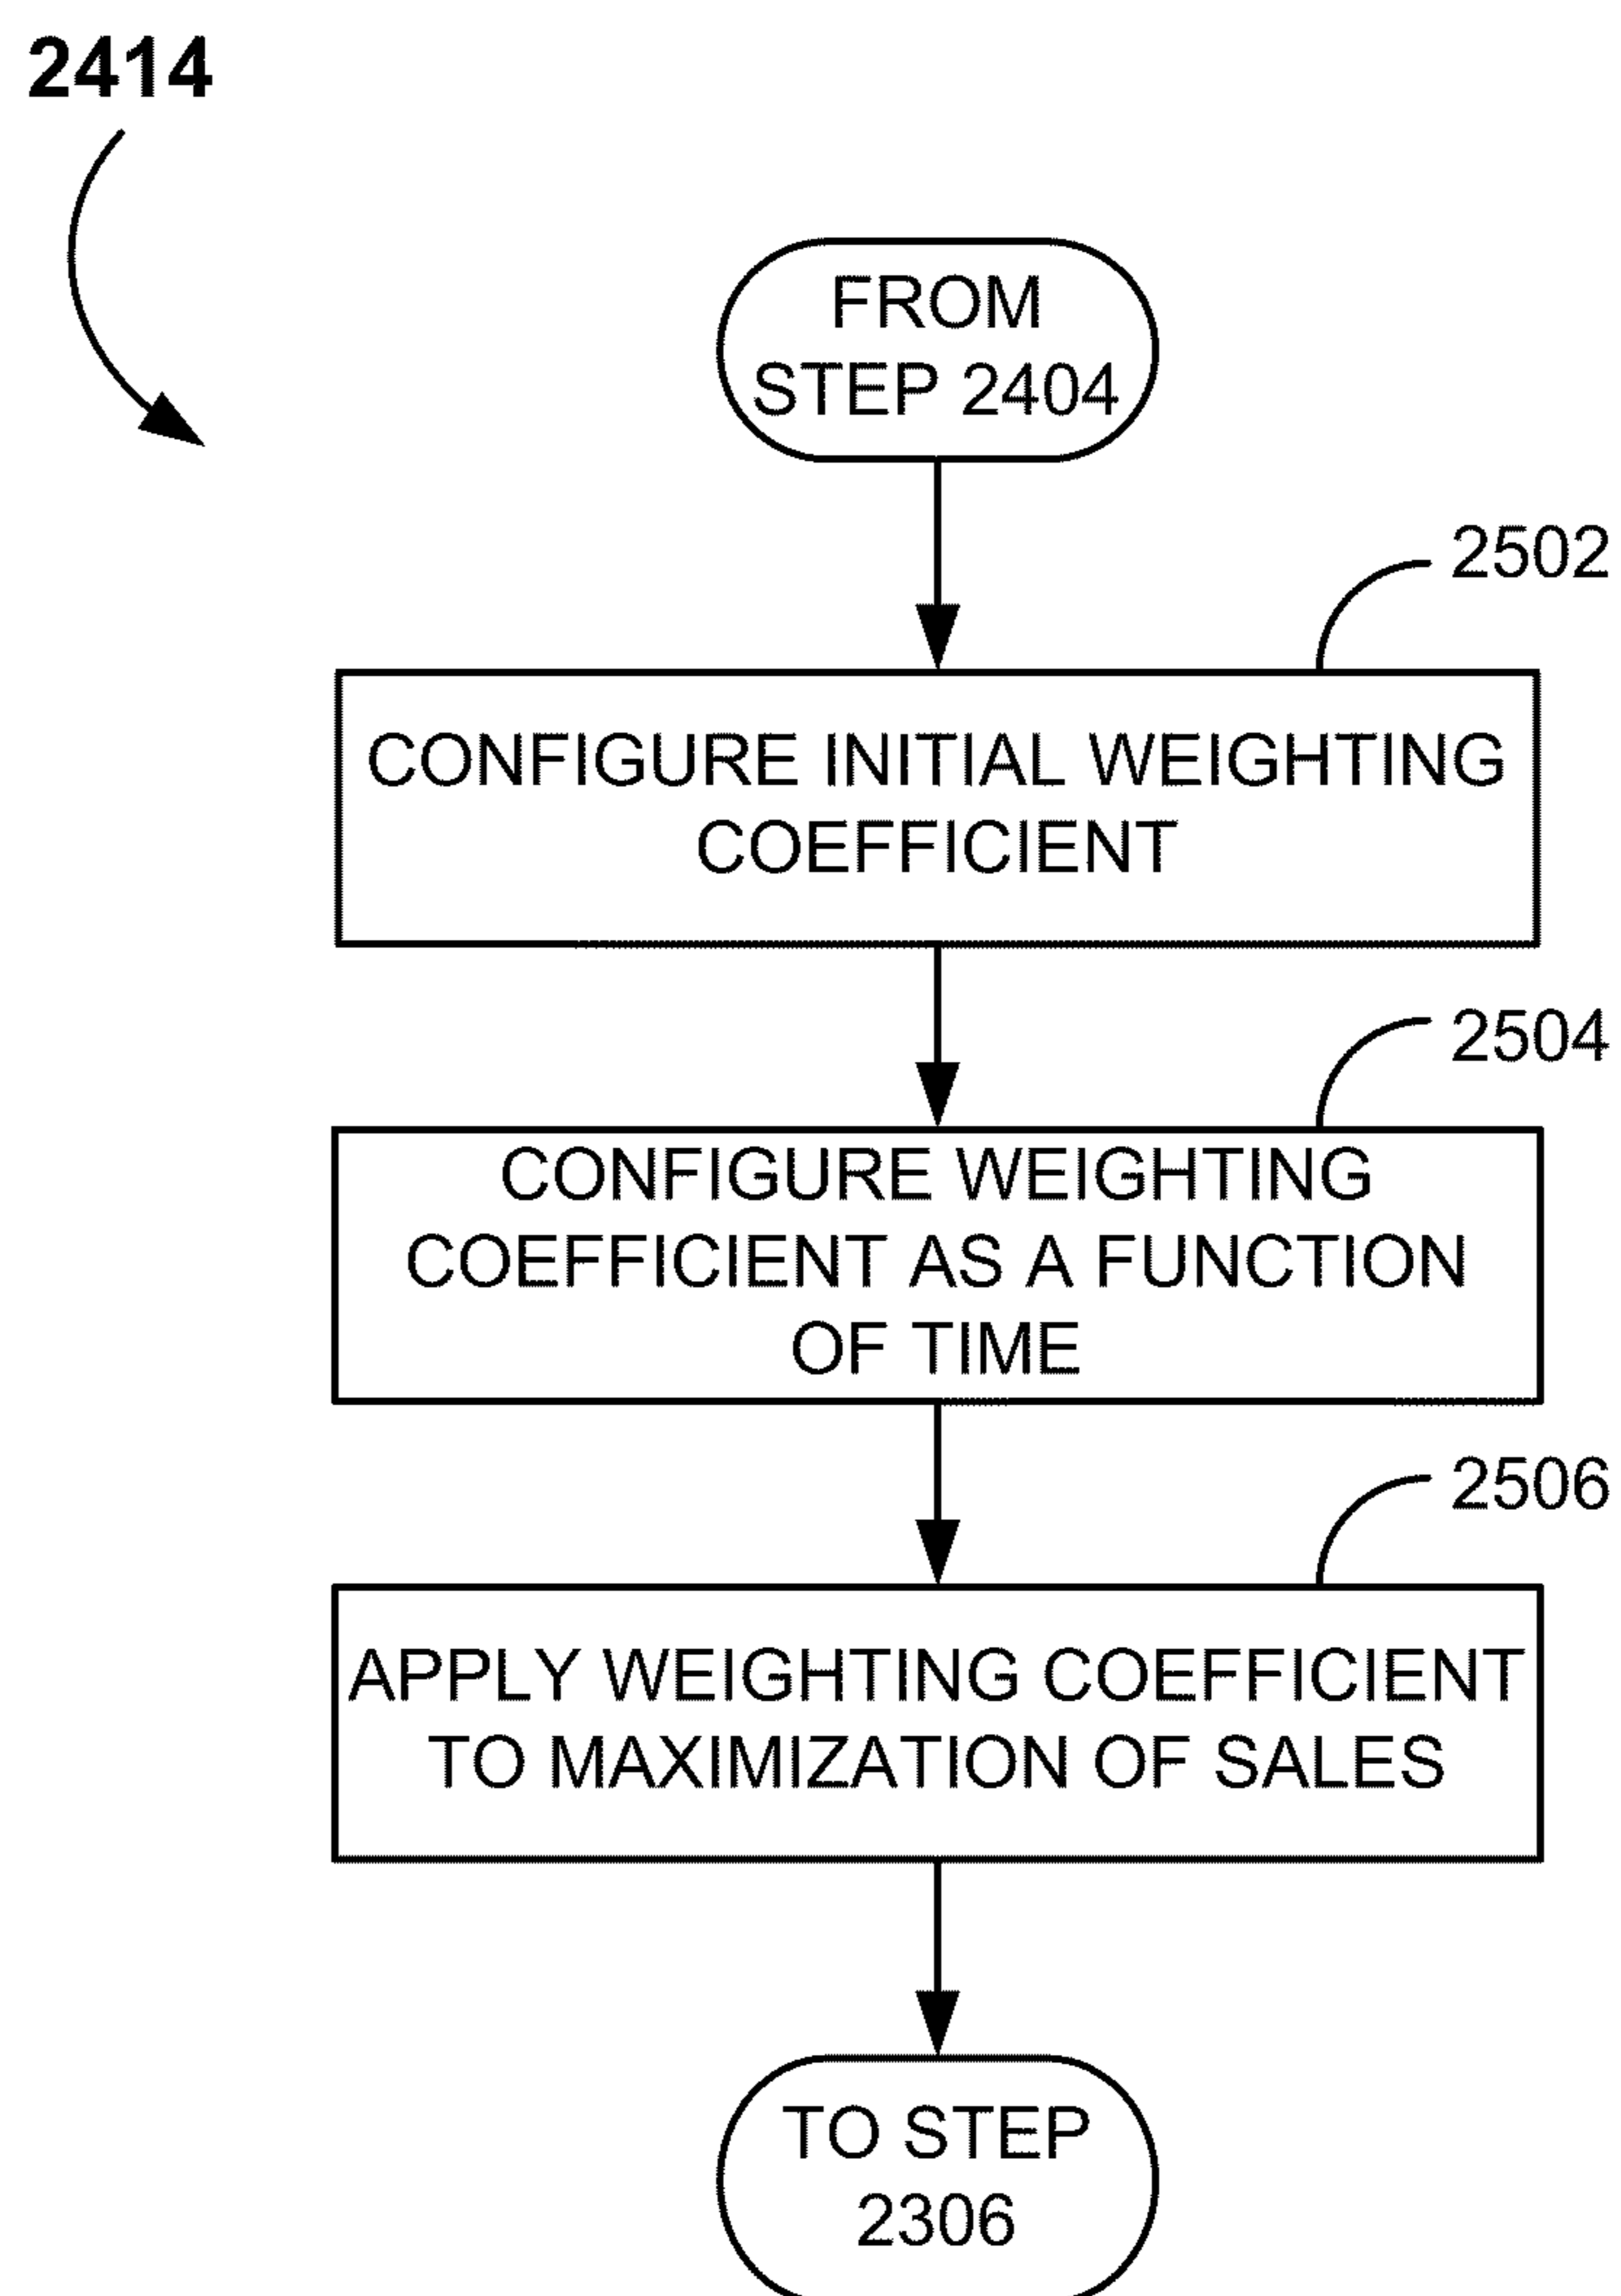 2414
FROM
STEP 2404
2502
CONFIGURE INITIAL WEIGHTING
COEFFICIENT
2504
CONFIGURE WEIGHTING
COEFFICIENT AS A FUNCTION
OF TIME
2506
APPLY WEIGHTING COEFFICIENT
TO MAXIMIZATION OF SALES
TO STEP
2306